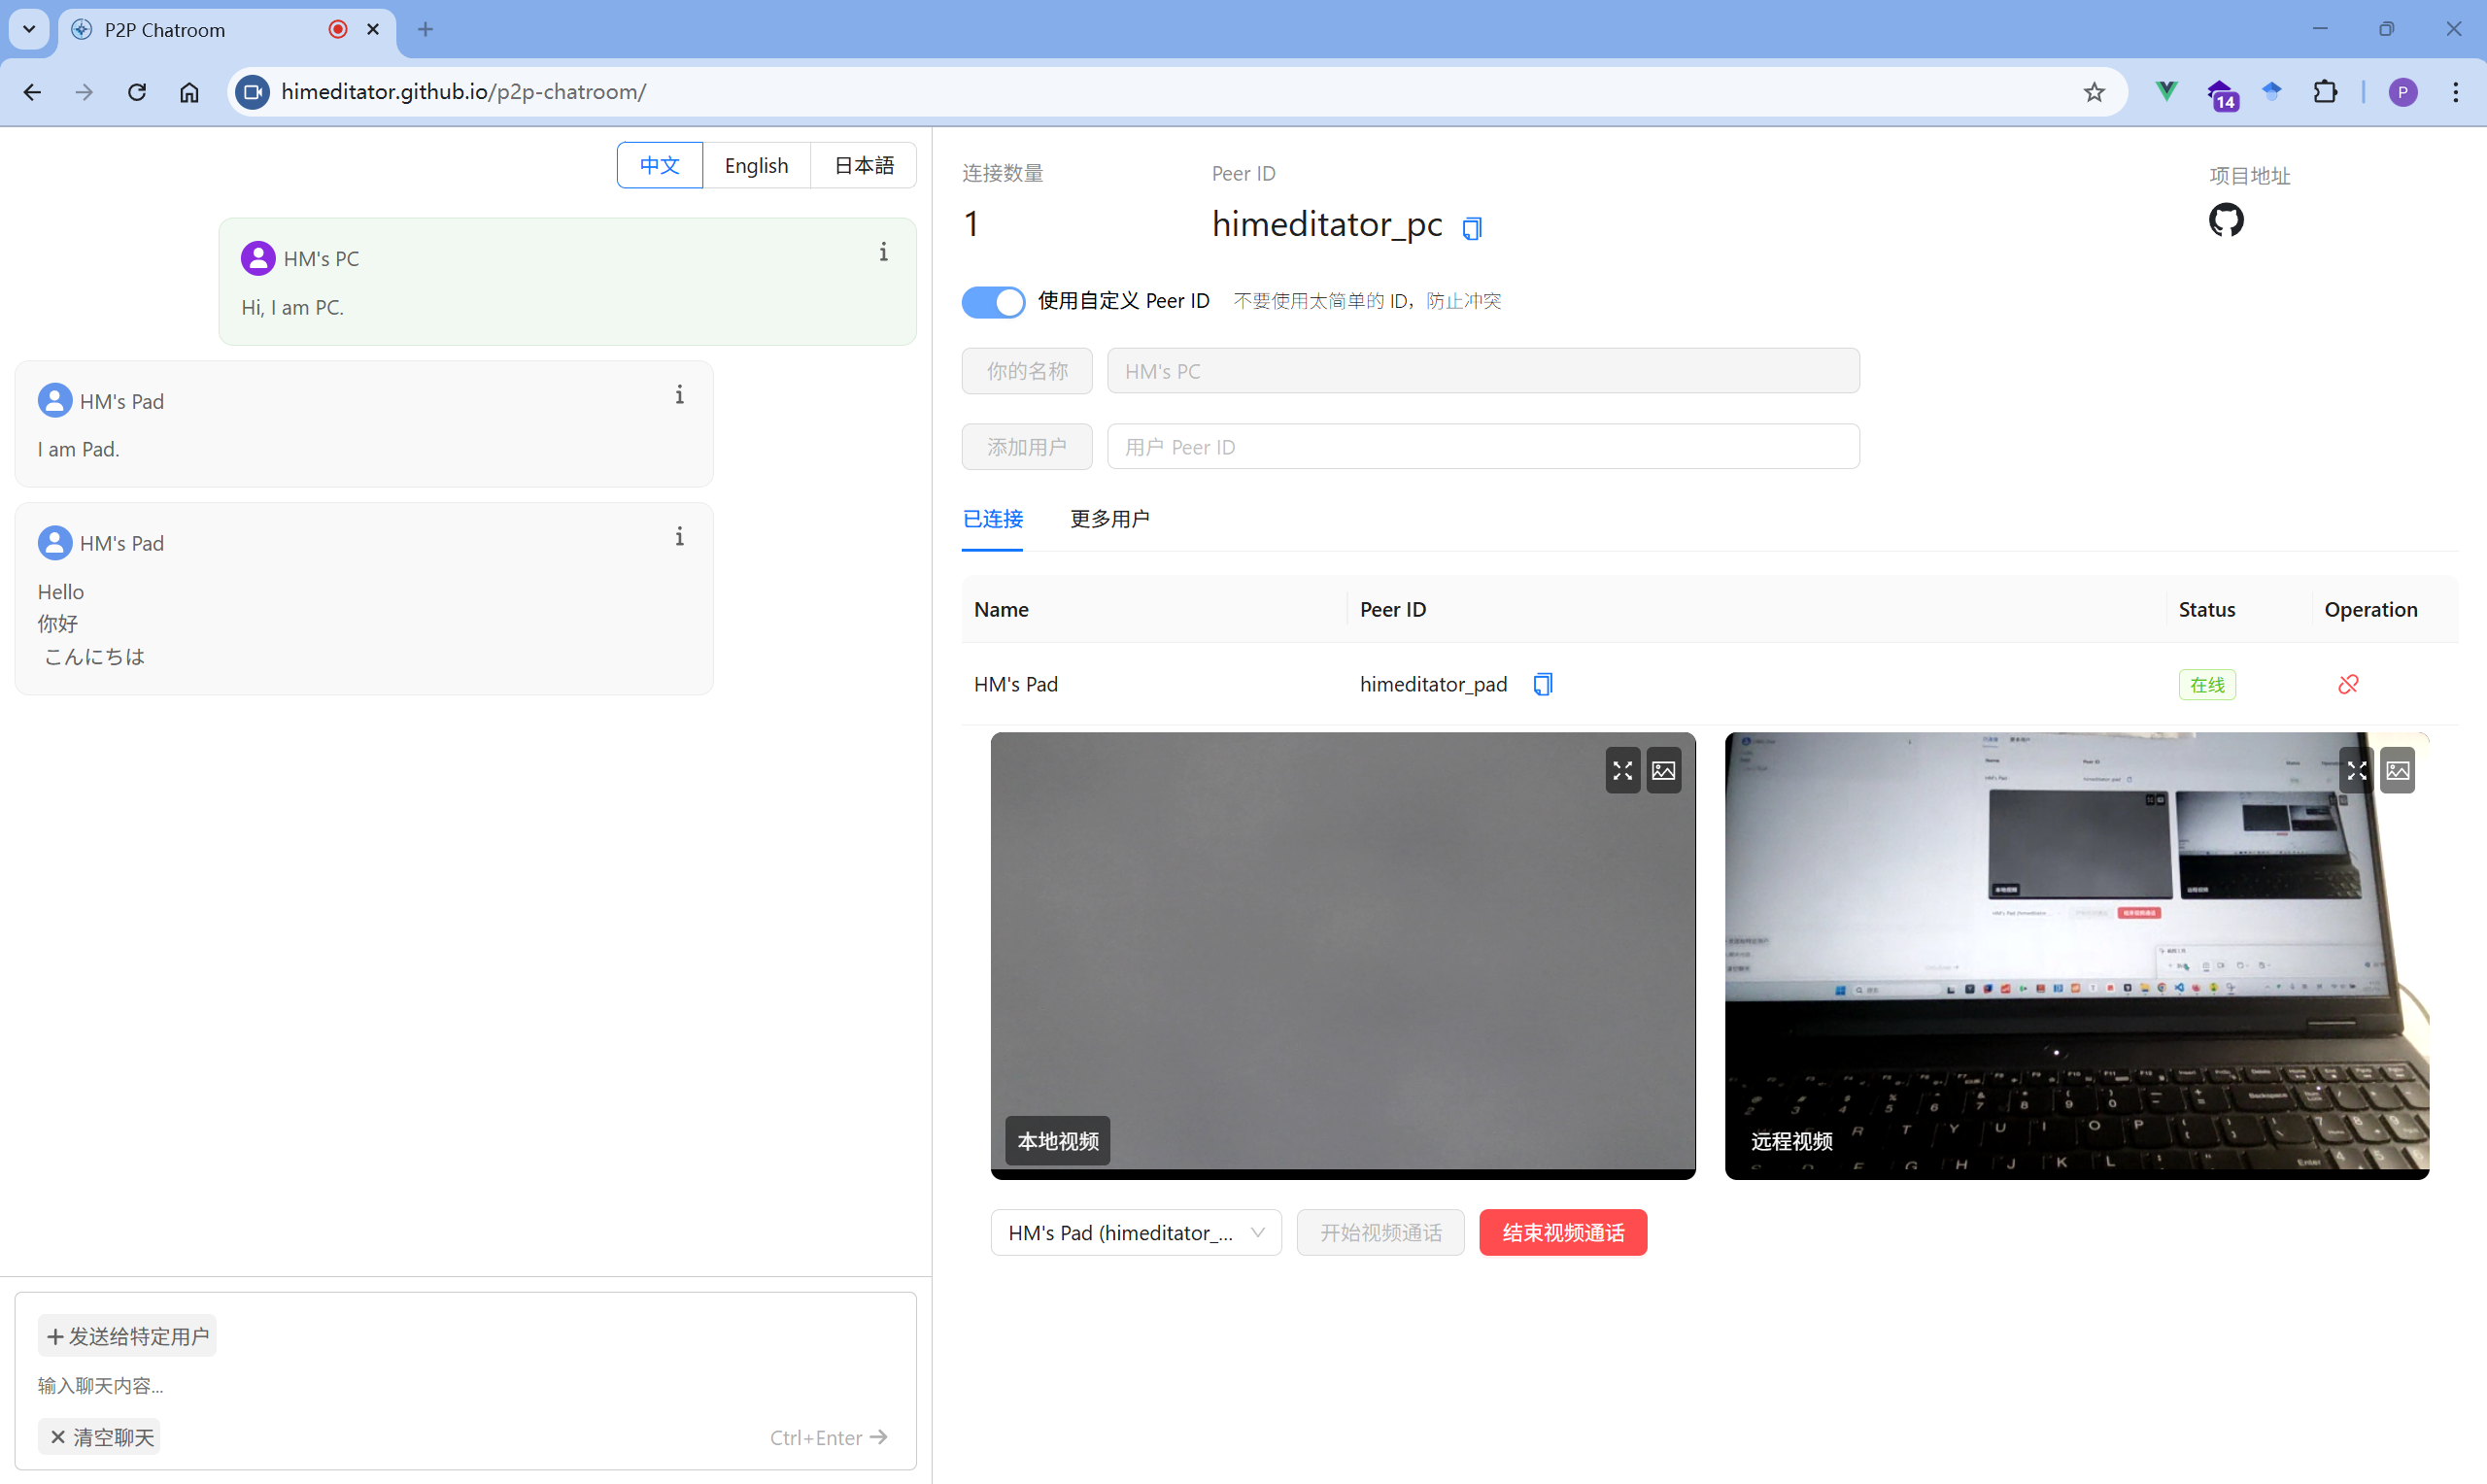 P2P Chatroom
himeditator.github.io/p2p-chatroom/
14
P
中文
English
日本語
HM's PC
Hi, I am PC.
HM's Pad
I am Pad.
HM's Pad
Hello
你好
こんにちは
发送给特定用户
输入聊天内容...
清空聊天
Ctrl+Enter
连接数量
Peer ID
项目地址
1
himeditator_pc
使用自定义 Peer ID
不要使用太简单的 ID，防止冲突
你的名称
HM's PC
添加用户
用户 Peer ID
已连接
更多用户
Name
Peer ID
Status
Operation
HM's Pad
himeditator_pad
在线
本地视频
远程视频
HM's Pad (himeditator_...
开始视频通话
结束视频通话